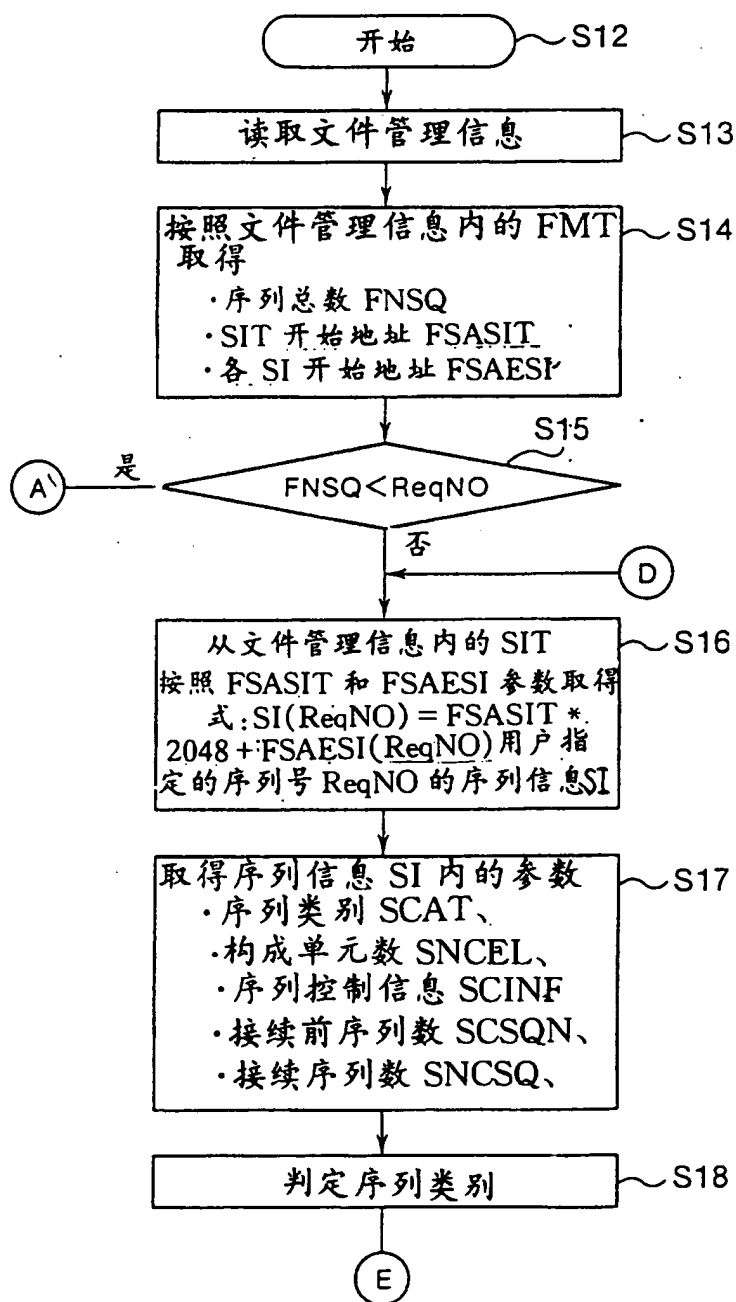 开始
S12
读取文件管理信息
S13
按照文件管理信息内的 FMT
取得
·序列总数 FNSQ
·SIT 开始地址 FSASIT
·各 SI 开始地址 FSAESI
S14
S15
是
A'
FNSQ<ReqNO
否
D
从文件管理信息内的 SIT
按照 FSASIT 和 FSAESI 参数取得
式:SI(ReqNO)=FSASIT *
2048+FSAESI(ReqNO)用户指
定的序列号 ReqNO 的序列信息SI
S16
取得序列信息 SI 内的参数
·序列类别 SCAT、
·构成单元数 SNCEL、
·序列控制信息 SCINF
·接续前序列数 SCSQN、
·接续序列数 SNCSQ、
S17
判定序列类别
S18
E